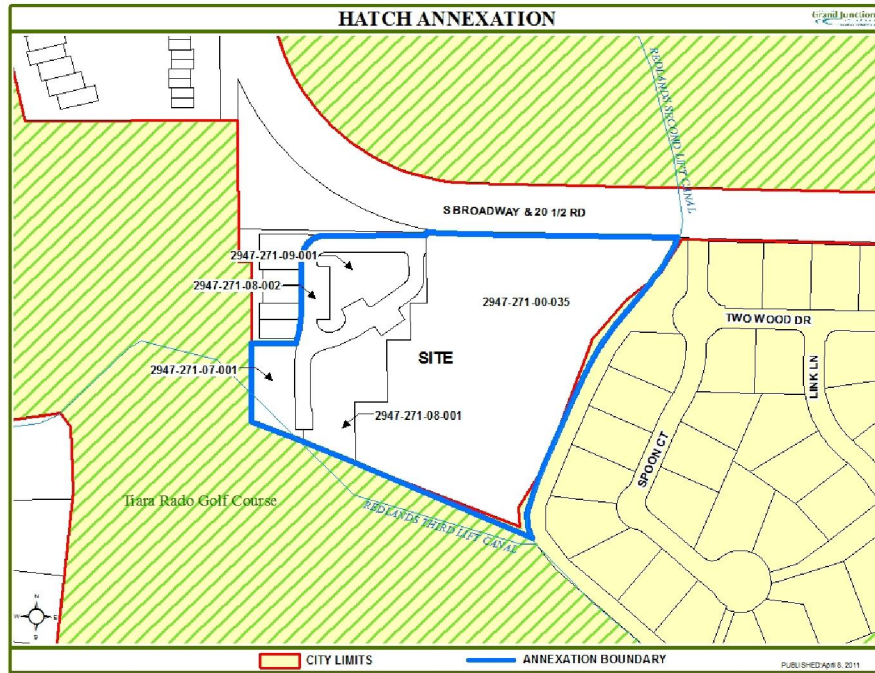 HATCH ANNEXATION
Grand Junction
REDLANDS SECOND LIFT CANAL
S BROADWAY & 20 1/2 RD
2947-271-09-001
2947-271-08-002
2947-271-00-035
TWO WOOD DR
SITE
2947-271-07-001
LINK LN
2947-271-08-001
SPOON CT
Tiara Rado Golf Course
REDLANDS THIRD LIFT CANAL
N
W E
S
CITY LIMITS
ANNEXATION BOUNDARY
PUBLISHED:April 8, 2011